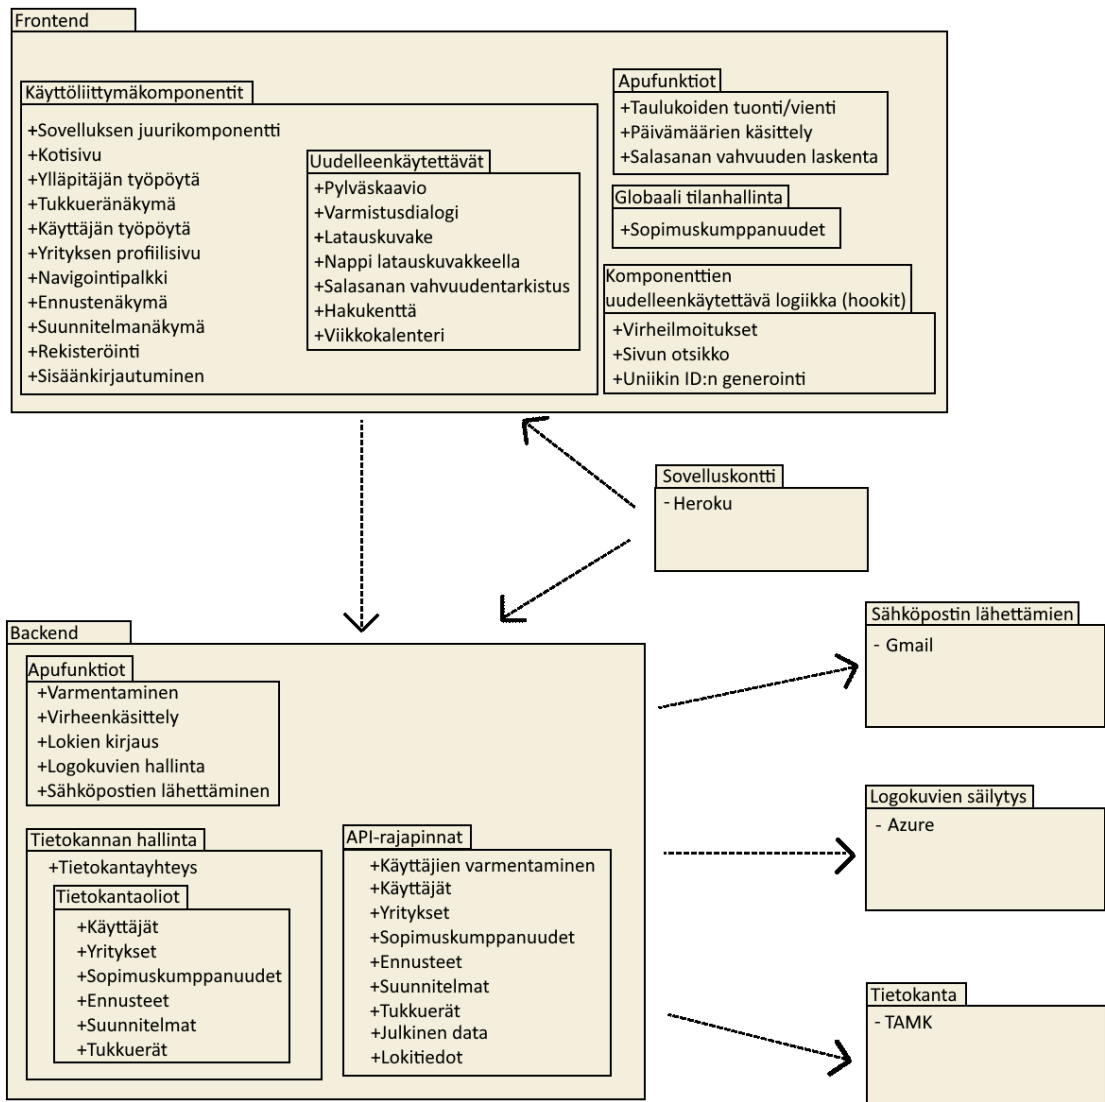 Frontend
Käyttöliittymäkomponentit
+Sovelluksen juurikomponentti
+Kotisivu
+Ylläpitäjän työpöytä
+Tukkueränäkymä
+Käyttäjän työpöytä
+Yrityksen profiilisivu
+Navigointipalkki
+Ennustenäkymä
+Suunnitelmanäkymä
+Rekisteröinti
+Sisäänkirjautuminen
Uudelleenkäytettävät
+Pylväskaavio
+Varmistusdialogi
+Latauskuvake
+Nappi latauskuvakkeella
+Salasanan vahvuudentarkistus
+Hakukenttä
+Viikkokalenteri
Apufunktiot
+Taulukoiden tuonti/vienti
+Päivämäärien käsittely
+Salasanan vahvuuden laskenta
Globaali tilanhallinta
+Sopimuskumppanuudet
Komponenttien
uudelleenkäytettävä logiikka (hookit)
+Virheilmoitukset
+Sivun otsikko
+Uniikin ID:n generointi
Sovelluskontti
- Heroku
Backend
Apufunktiot
+Varmentaminen
+Virheenkäsittely
+Lokien kirjaus
+Logokuvien hallinta
+Sähköpostien lähettäminen
Tietokannan hallinta
+Tietokantayhteys
Tietokantaoliot
+Käyttäjät
+Yritykset
+Sopimuskumppanuudet
+Ennusteet
+Suunnitelmat
+Tukkuerät
API-rajapinnat
+Käyttäjien varmentaminen
+Käyttäjät
+Yritykset
+Sopimuskumppanuudet
+Ennusteet
+Suunnitelmat
+Tukkuerät
+Julkinen data
+Lokitiedot
Sähköpostin lähettämien
- Gmail
Logokuvien säilytys
- Azure
Tietokanta
- TAMK